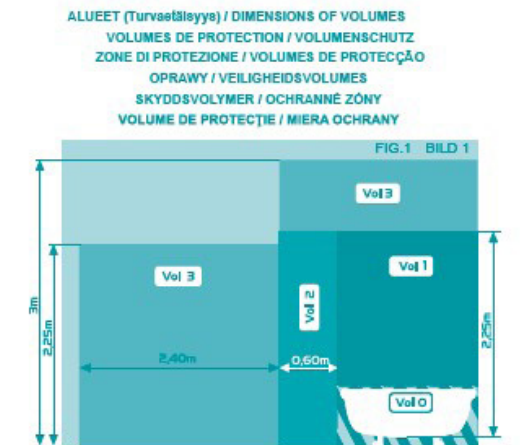 ALUEET (Turvaetäisyys) / DIMENSIONS OF VOLUMES
VOLUMES DE PROTECTION / VOLUMENSCHUTZ
ZONE DI PROTEZIONE / VOLUMES DE PROTECÇÃO
OPRAWY / VEILIGHEIDSVOLUMES
SKYDDSVOLYMER / OCHRANNÉ ZÓNY
VOLUME DE PROTECŢIE / MIERA OCHRANY
FIG.1 BILD 1
Vol 3
Vol 3
Vol 1
Vol 2
3m
2,25m
2,25m
2,40m
0,60m
Vol 0